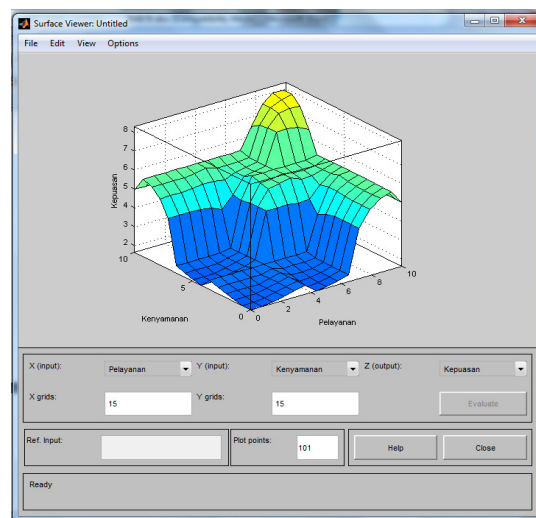 Surface Viewer: Untitled
File Edit View Options
8
7
6
5
4
3
2
10
5
0
0
2
4
6
8
10
Kepuasan
Kenyamanan
Pelayanan
X (input): Pelayanan Y (input): Kenyamanan Z (output): Kepuasan
X grids: 15 Y grids: 15 Evaluate
Ref. Input: Plot points: 101 Help Close
Ready